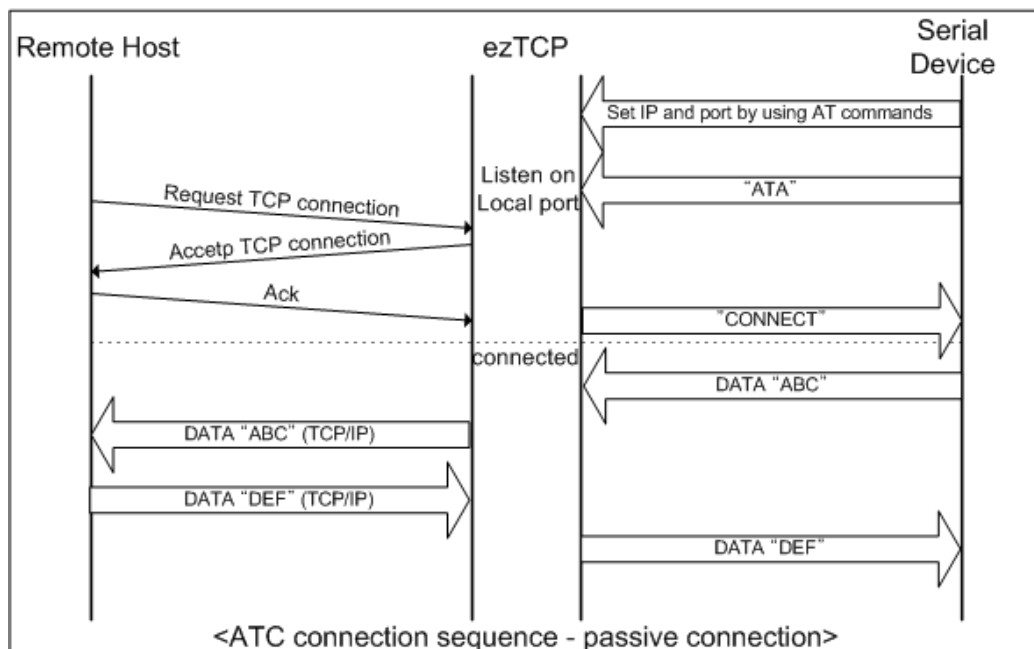 Remote Host
ezTCP
Serial
Device
Set IP and port by using AT commands
Listen on
Local port
"ATA"
Request TCP connection
Accetp TCP connection
Ack
"CONNECT"
connected
DATA "ABC"
DATA "ABC" (TCP/IP)
DATA "DEF" (TCP/IP)
DATA "DEF"
<ATC connection sequence - passive connection>